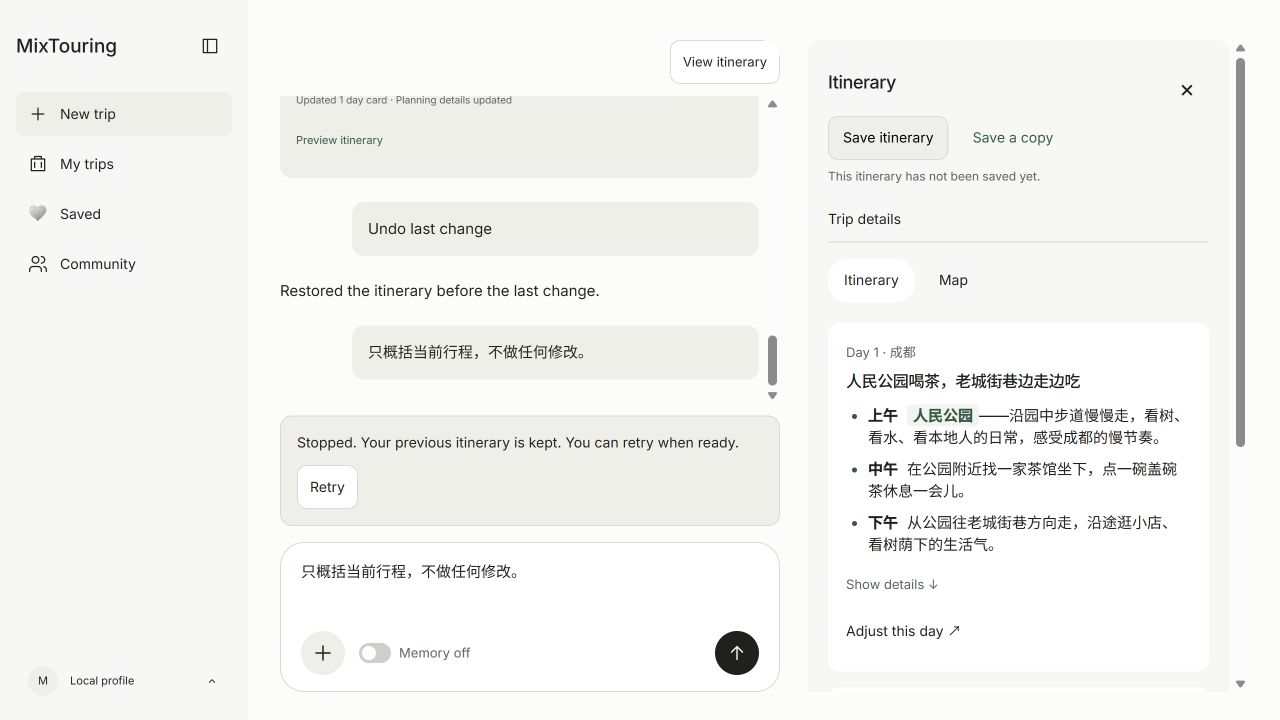 MixTouring
New trip
My trips
Saved
Community
M
Local profile
View itinerary
Updated 1 day card · Planning details updated
Preview itinerary
Undo last change
Restored the itinerary before the last change.
只概括当前行程，不做任何修改。
Stopped. Your previous itinerary is kept. You can retry when ready.
Retry
只概括当前行程，不做任何修改。
Memory off
Itinerary
Save itinerary
Save a copy
This itinerary has not been saved yet.
Trip details
Itinerary
Map
Day 1 · 成都
人民公园喝茶，老城街巷边走边吃
上午 人民公园——沿园中步道慢慢走，看树、
看水、看本地人的日常，感受成都的慢节奏。
中午 在公园附近找一家茶馆坐下，点一碗盖碗
茶休息一会儿。
下午 从公园往老城街巷方向走，沿途逛小店、
看树荫下的生活气。
Show details ↓
Adjust this day ↗